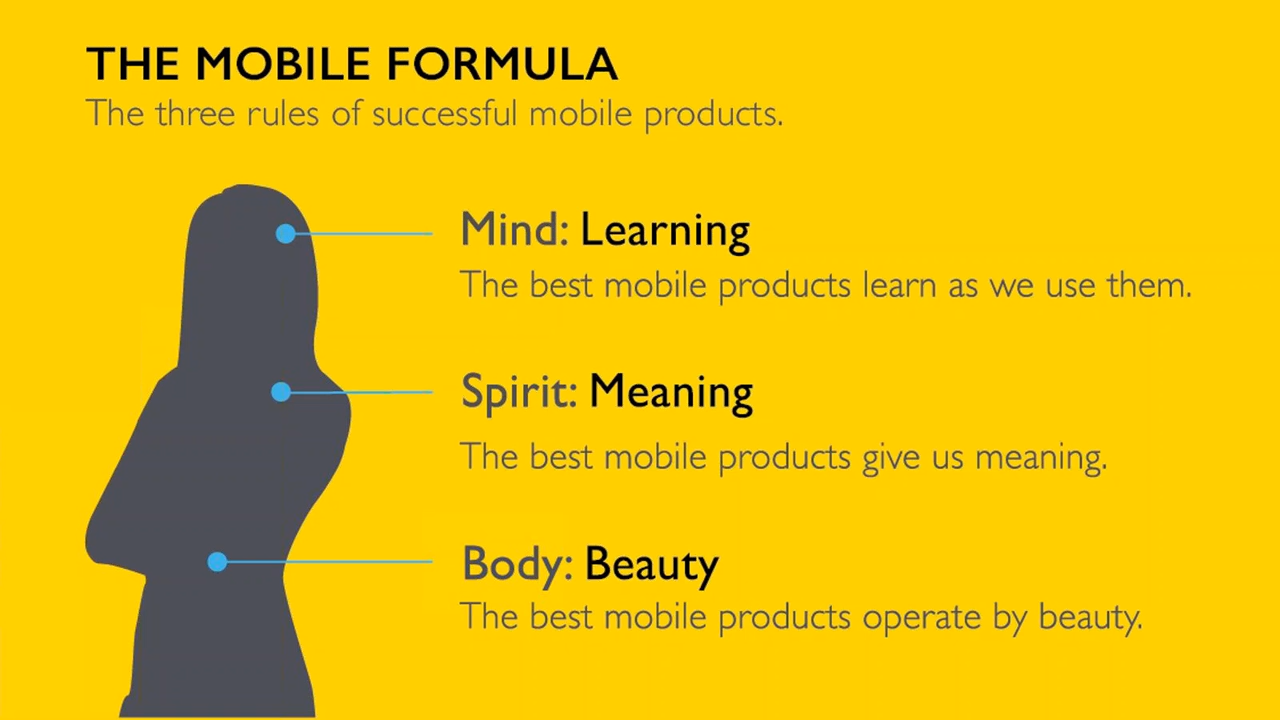 THE MOBILE FORMULA
The three rules of successful mobile products.
Mind: Learning
The best mobile products learn as we use them.
Spirit: Meaning
The best mobile products give us meaning.
Body: Beauty
The best mobile products operate by beauty.